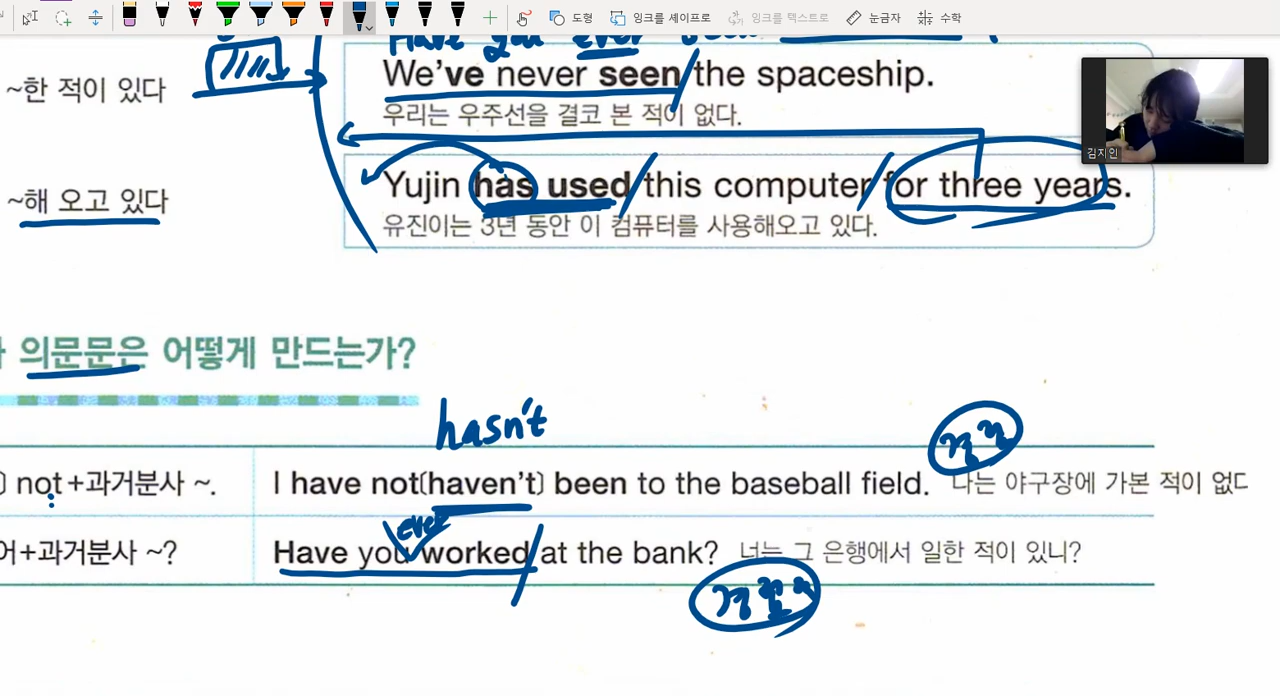 도형 잉크를 셰이프로 잉크를 텍스트로 눈금자 수학
Have you ever
~한 적이 있다
We've never seen the spaceship.
우리는 우주선을 결코 본 적이 없다.
김지인
~해 오고 있다
Yujin has used this computer for three years.
유진이는 3년 동안 이 컴퓨터를 사용해오고 있다.
의문문은 어떻게 만드는가?
hasn't
경험
not+과거분사 ~.
I have not(haven't) been to the baseball field.
나는 야구장에 가본 적이 없
ever
어+과거분사 ~?
Have you worked at the bank?
너는 그 은행에서 일한 적이 있니?
경험